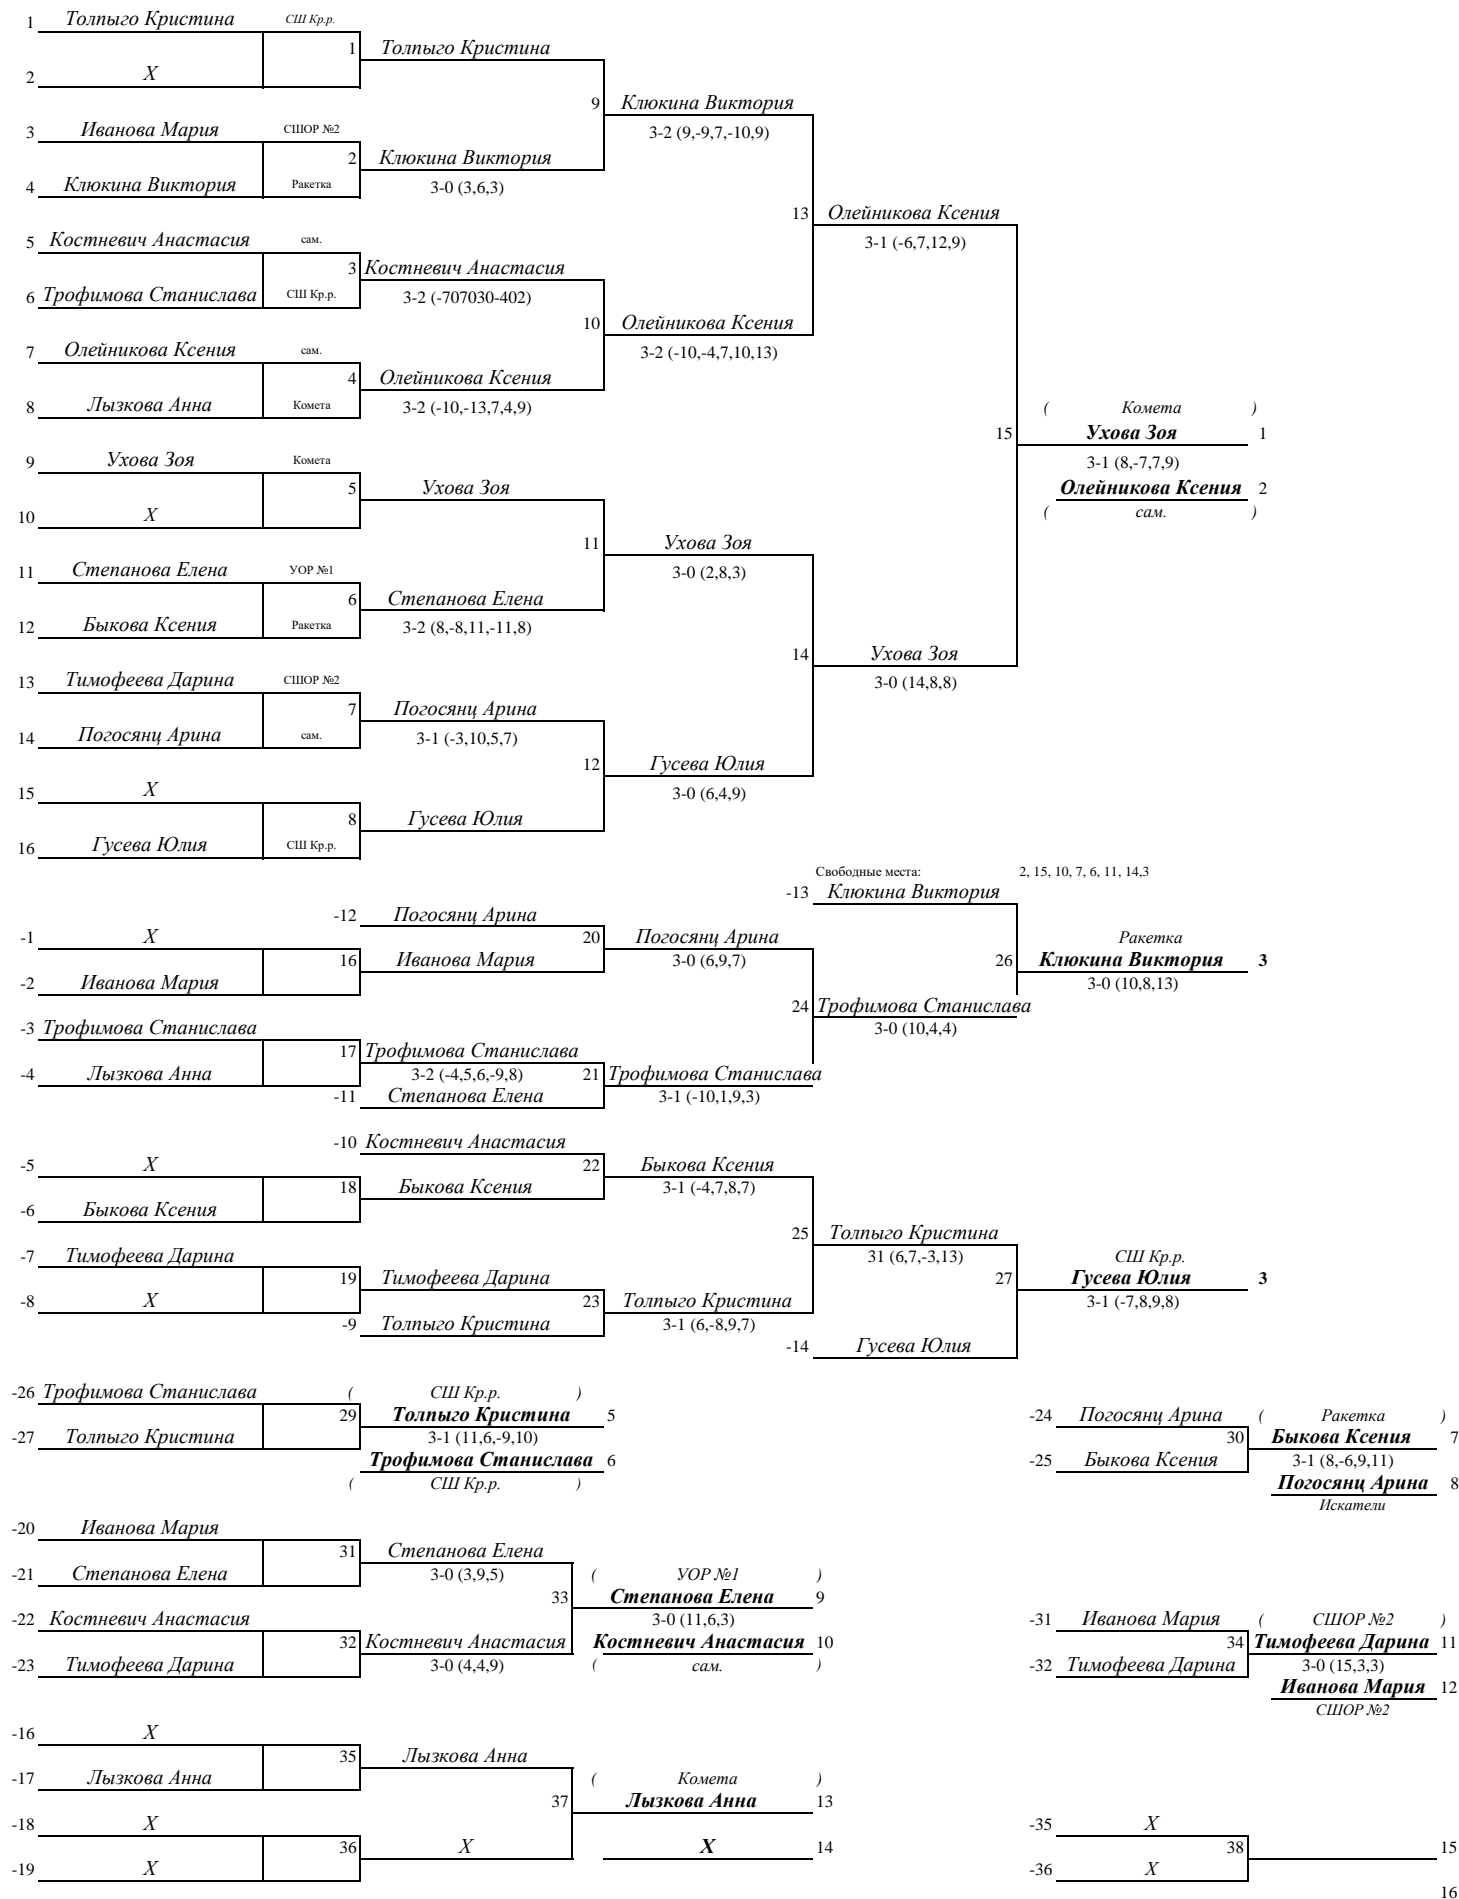 1 Толпыго Кристина СШ Кр.р.
1 Толпыго Кристина
2 X
9 Клюкина Виктория
3 Иванова Мария СШОР №2
3-2 (9,-9,7,-10,9)
2 Клюкина Виктория
4 Клюкина Виктория Ракетка
3-0 (3,6,3)
13 Олейникова Ксения
5 Костневич Анастасия сам.
3-1 (-6,7,12,9)
3 Костневич Анастасия
6 Трофимова Станислава СШ Кр.р.
3-2 (-707030-402)
10 Олейникова Ксения
7 Олейникова Ксения сам.
3-2 (-10,-4,7,10,13)
4 Олейникова Ксения
8 Лызкова Анна Комета
3-2 (-10,-13,7,4,9)
( Комета )
15 Ухова Зоя 1
9 Ухова Зоя Комета
3-1 (8,-7,7,9)
5 Ухова Зоя
Олейникова Ксения 2
10 X
( сам. )
11 Ухова Зоя
11 Степанова Елена УОР №1
3-0 (2,8,3)
6 Степанова Елена
12 Быкова Ксения Ракетка
3-2 (8,-8,11,-11,8)
14 Ухова Зоя
13 Тимофеева Дарина СШОР №2
3-0 (14,8,8)
7 Погосянц Арина
14 Погосянц Арина сам.
3-1 (-3,10,5,7)
12 Гусева Юлия
15 X
3-0 (6,4,9)
8 Гусева Юлия
16 Гусева Юлия СШ Кр.р.
Свободные места: 2, 15, 10, 7, 6, 11, 14,3
-13 Клюкина Виктория
-12 Погосянц Арина
-1 X
20 Погосянц Арина
Ракетка
16 Иванова Мария
3-0 (6,9,7)
26 Клюкина Виктория 3
-2 Иванова Мария
3-0 (10,8,13)
24 Трофимова Станислава
-3 Трофимова Станислава
3-0 (10,4,4)
17 Трофимова Станислава
-4 Лызкова Анна
3-2 (-4,5,6,-9,8)
21 Трофимова Станислава
-11 Степанова Елена
3-1 (-10,1,9,3)
-10 Костневич Анастасия
-5 X
22 Быкова Ксения
18 Быкова Ксения
3-1 (-4,7,8,7)
-6 Быкова Ксения
25 Толпыго Кристина
-7 Тимофеева Дарина
31 (6,7,-3,13)
СШ Кр.р.
19 Тимофеева Дарина
27 Гусева Юлия 3
-8 X
23 Толпыго Кристина
3-1 (-7,8,9,8)
-9 Толпыго Кристина
3-1 (6,-8,9,7)
-14 Гусева Юлия
-26 Трофимова Станислава
( СШ Кр.р. )
29 Толпыго Кристина 5
-27 Толпыго Кристина
3-1 (11,6,-9,10)
Трофимова Станислава 6
( СШ Кр.р. )
-24 Погосянц Арина
( Ракетка )
30 Быкова Ксения 7
-25 Быкова Ксения
3-1 (8,-6,9,11)
Погосянц Арина 8
Искатели
-20 Иванова Мария
31 Степанова Елена
-21 Степанова Елена
3-0 (3,9,5)
( УОР №1 )
33 Степанова Елена 9
-22 Костневич Анастасия
3-0 (11,6,3)
32 Костневич Анастасия
Костневич Анастасия 10
-23 Тимофеева Дарина
3-0 (4,4,9)
( сам. )
-31 Иванова Мария
( СШОР №2 )
34 Тимофеева Дарина 11
-32 Тимофеева Дарина
3-0 (15,3,3)
Иванова Мария 12
СШОР №2
-16 X
35 Лызкова Анна
-17 Лызкова Анна
( Комета )
37 Лызкова Анна 13
-18 X
36 X
X 14
-19 X
-35 X
38 15
-36 X
16